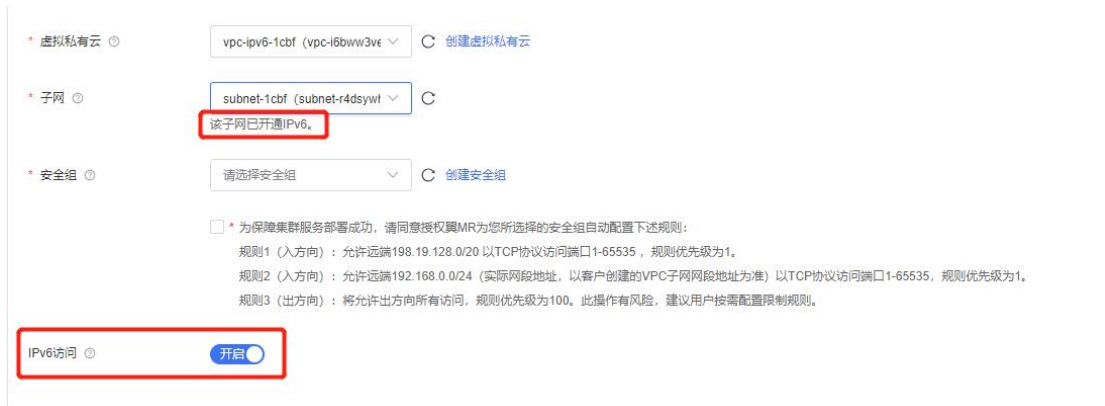 * 虚拟私有云
vpc-ipv6-1cbf (vpc-i6bww3ve
创建虚拟私有云
* 子网
subnet-1cbf (subnet-r4dsywh
该子网已开通IPv6。
* 安全组
请选择安全组
创建安全组
* 为保障集群服务部署成功，请同意授权翼MR为您所选择的安全组自动配置下述规则：
规则1（入方向）：允许远端198.19.128.0/20 以TCP协议访问端口1-65535 ，规则优先级为1。
规则2（入方向）：允许远端192.168.0.0/24（实际网段地址，以客户创建的VPC子网网段地址为准）以TCP协议访问端口1-65535，规则优先级为1。
规则3（出方向）：将允许出方向所有访问，规则优先级为100。此操作有风险，建议用户按需配置限制规则。
IPv6访问
开启